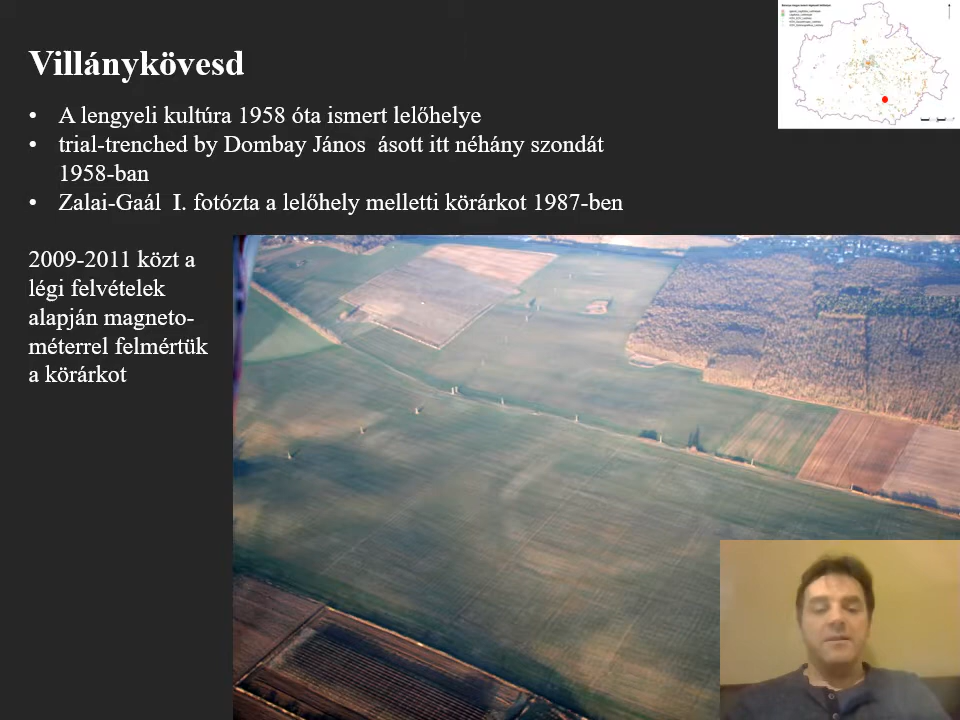 Villánykövesd
• A lengyeli kultúra 1958 óta ismert lelőhelye
• trial-trenched by Dombay János ásott itt néhány szondát
1958-ban
• Zalai-Gaál I. fotózta a lelőhely melletti körárkot 1987-ben
2009-2011 közt a
légi felvételek
alapján magneto-
méterrel felmértük
a körárkot